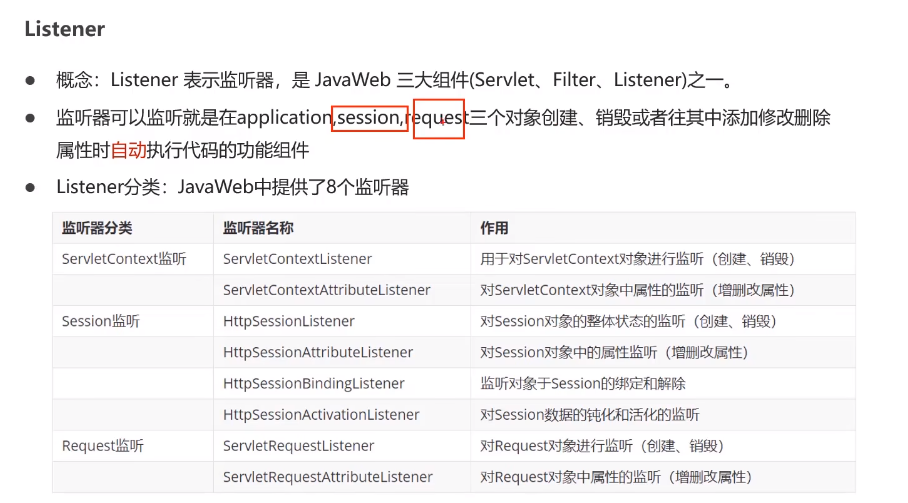 Listener
● 概念：Listener 表示监听器，是 JavaWeb 三大组件(Servlet、Filter、Listener)之一。
● 监听器可以监听就是在application,session,request三个对象创建、销毁或者往其中添加修改删除
属性时自动执行代码的功能组件
● Listener分类：JavaWeb中提供了8个监听器
监听器分类 监听器名称 作用
ServletContext监听 ServletContextListener 用于对ServletContext对象进行监听（创建、销毁）
ServletContextAttributeListener 对ServletContext对象中属性的监听（增删改属性）
Session监听 HttpSessionListener 对Session对象的整体状态的监听（创建、销毁）
HttpSessionAttributeListener 对Session对象中的属性监听（增删改属性）
HttpSessionBindingListener 监听对象于Session的绑定和解除
HttpSessionActivationListener 对Session数据的钝化和活化的监听
Request监听 ServletRequestListener 对Request对象进行监听（创建、销毁）
ServletRequestAttributeListener 对Request对象中属性的监听（增删改属性）